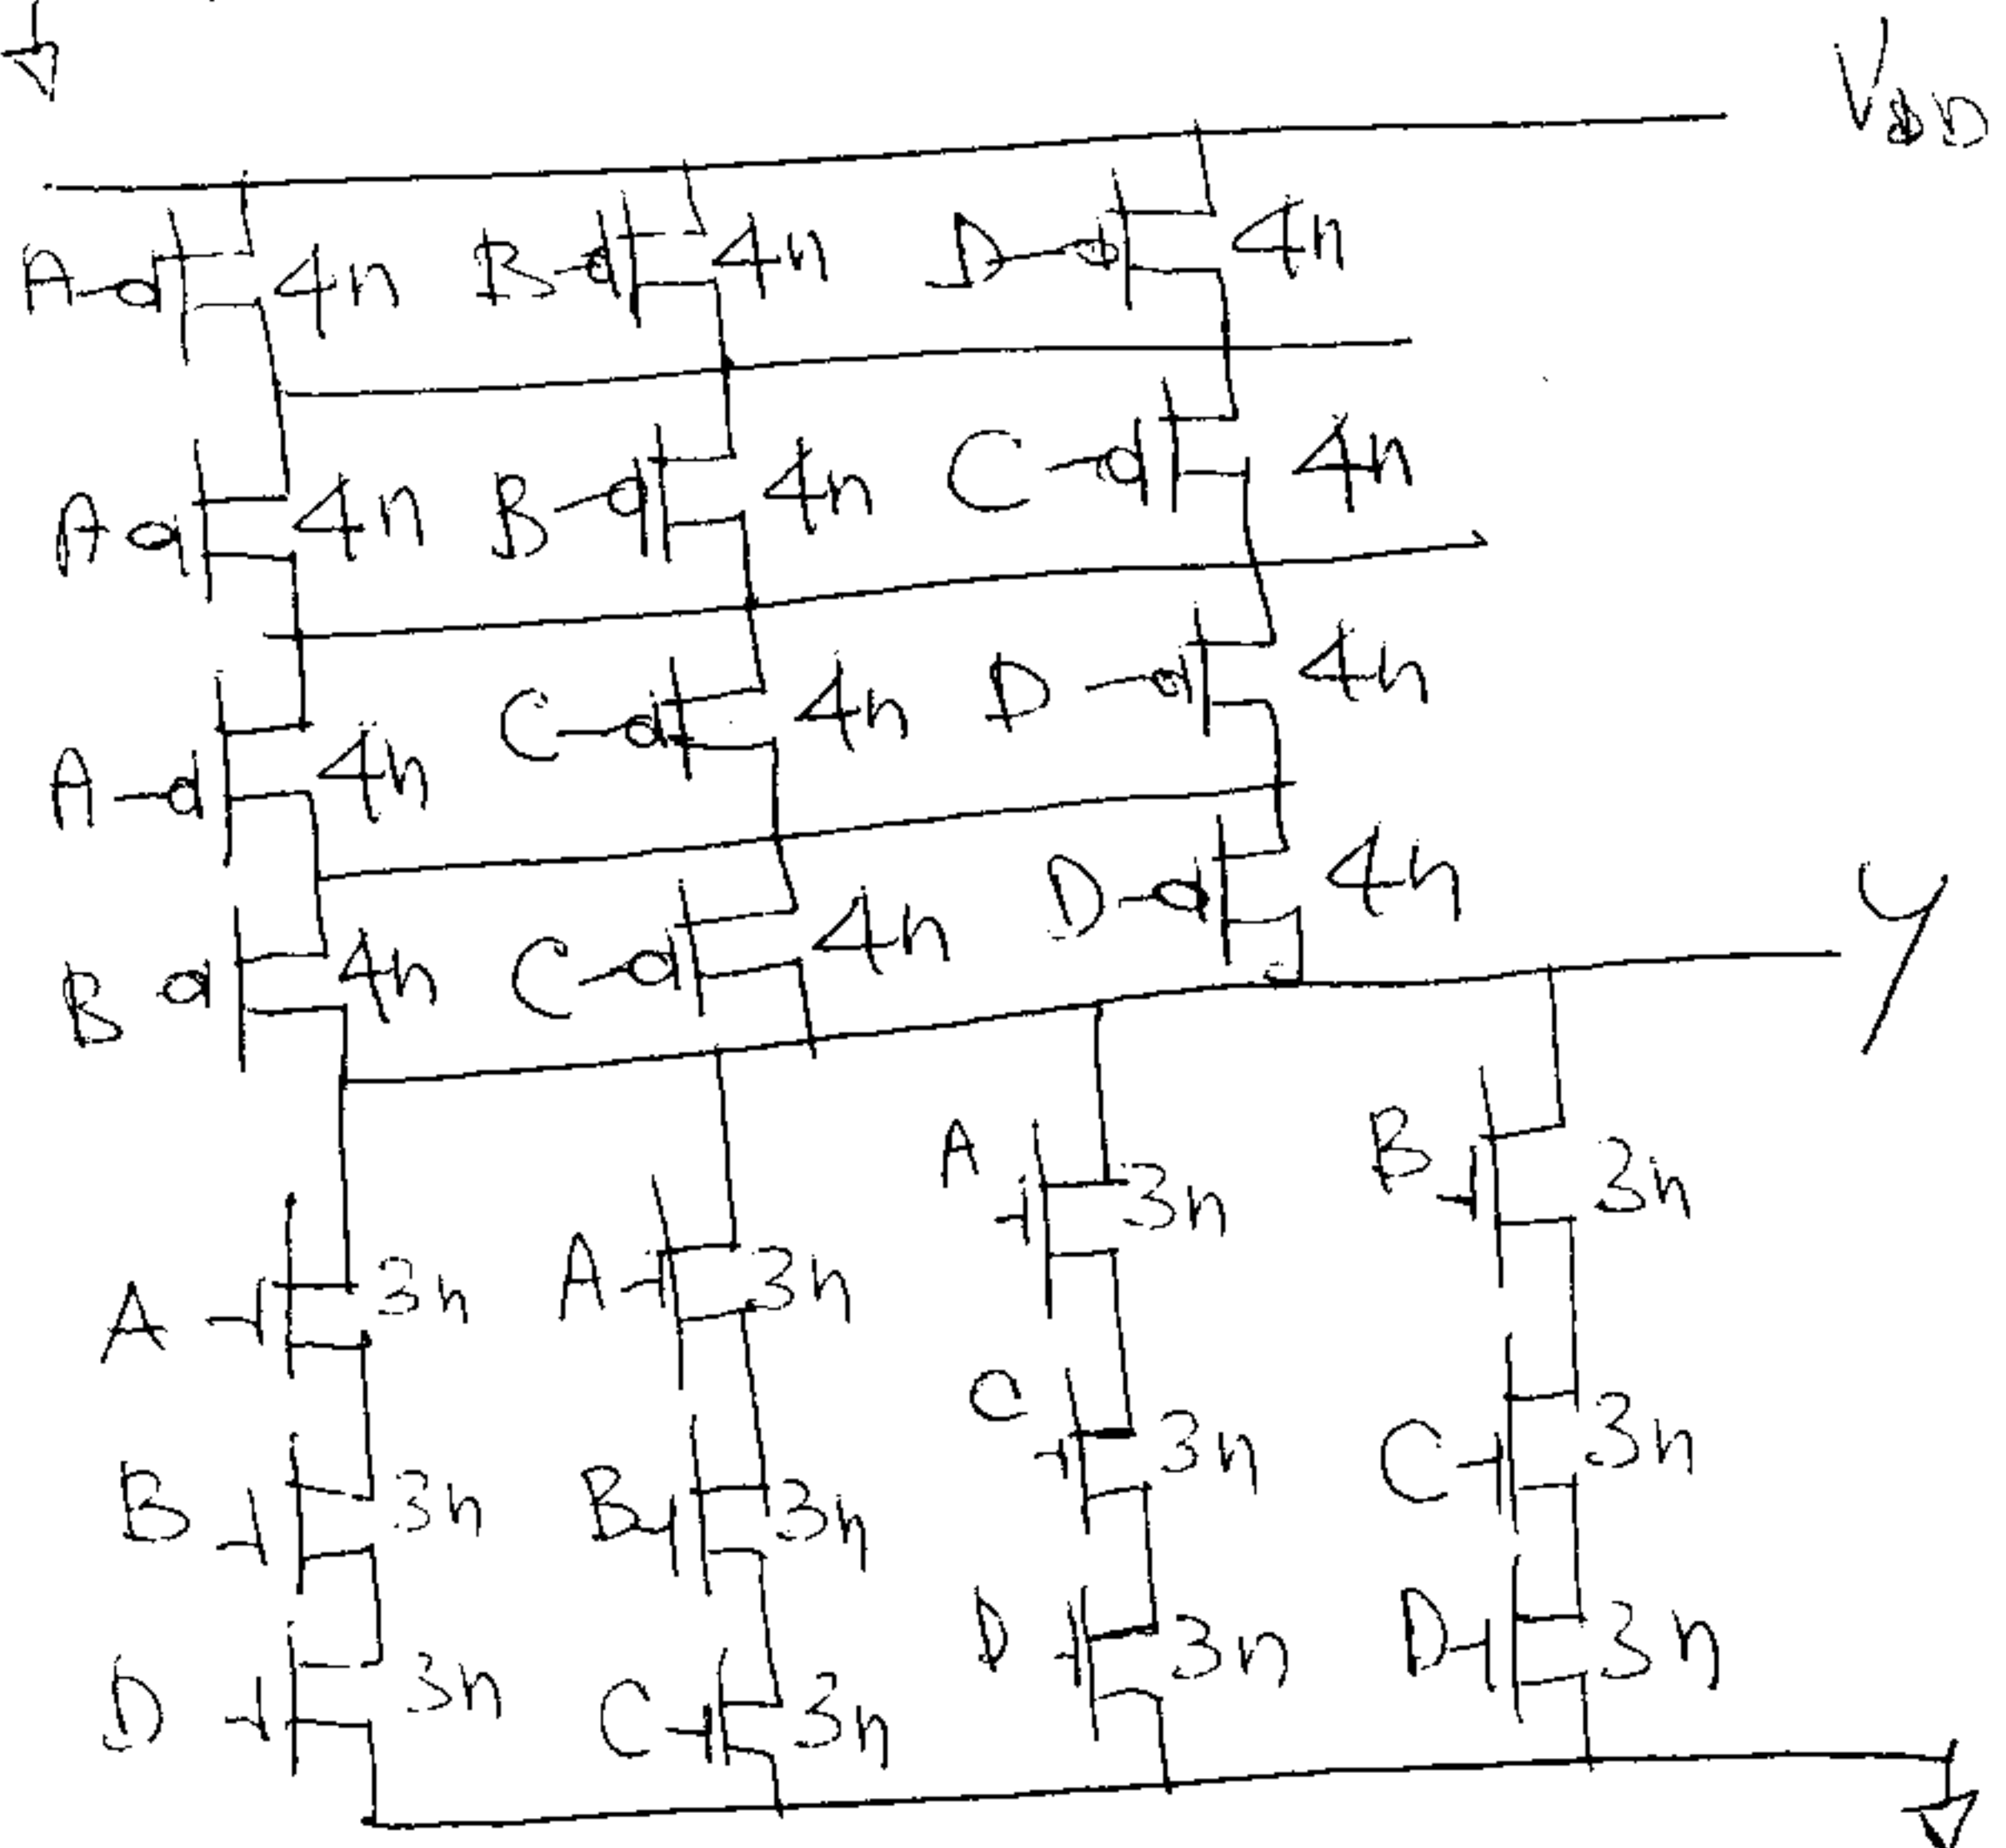 VDD
A 4n B 4n D 4n
A 4n B 4n C 4n
A 4n C 4n D 4n
B 4n C 4n D 4n
Y
A 3n A 3n A 3n B 3n
B 3n B 3n C 3n C 3n
D 3n C 3n D 3n D 3n